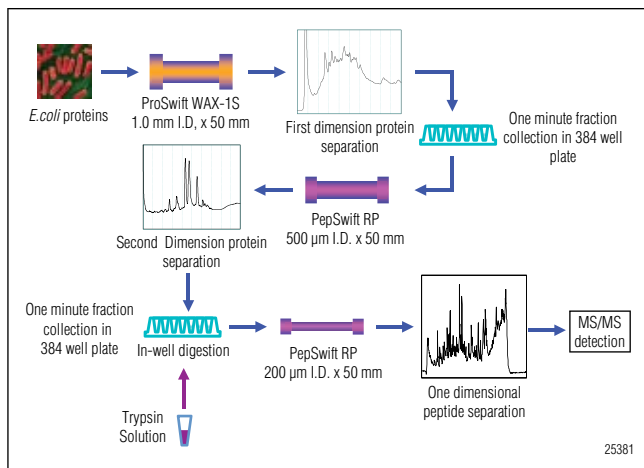 E.coli proteins
ProSwift WAX-1S
1.0 mm I.D, x 50 mm
First dimension protein
separation
One minute fraction
collection in 384 well
plate
PepSwift RP
500 µm I.D. x 50 mm
Second Dimension protein
separation
One minute fraction
collection in
384 well plate
In-well digestion
Trypsin
Solution
PepSwift RP
200 µm I.D. x 50 mm
One dimensional
peptide separation
MS/MS
detection
25381